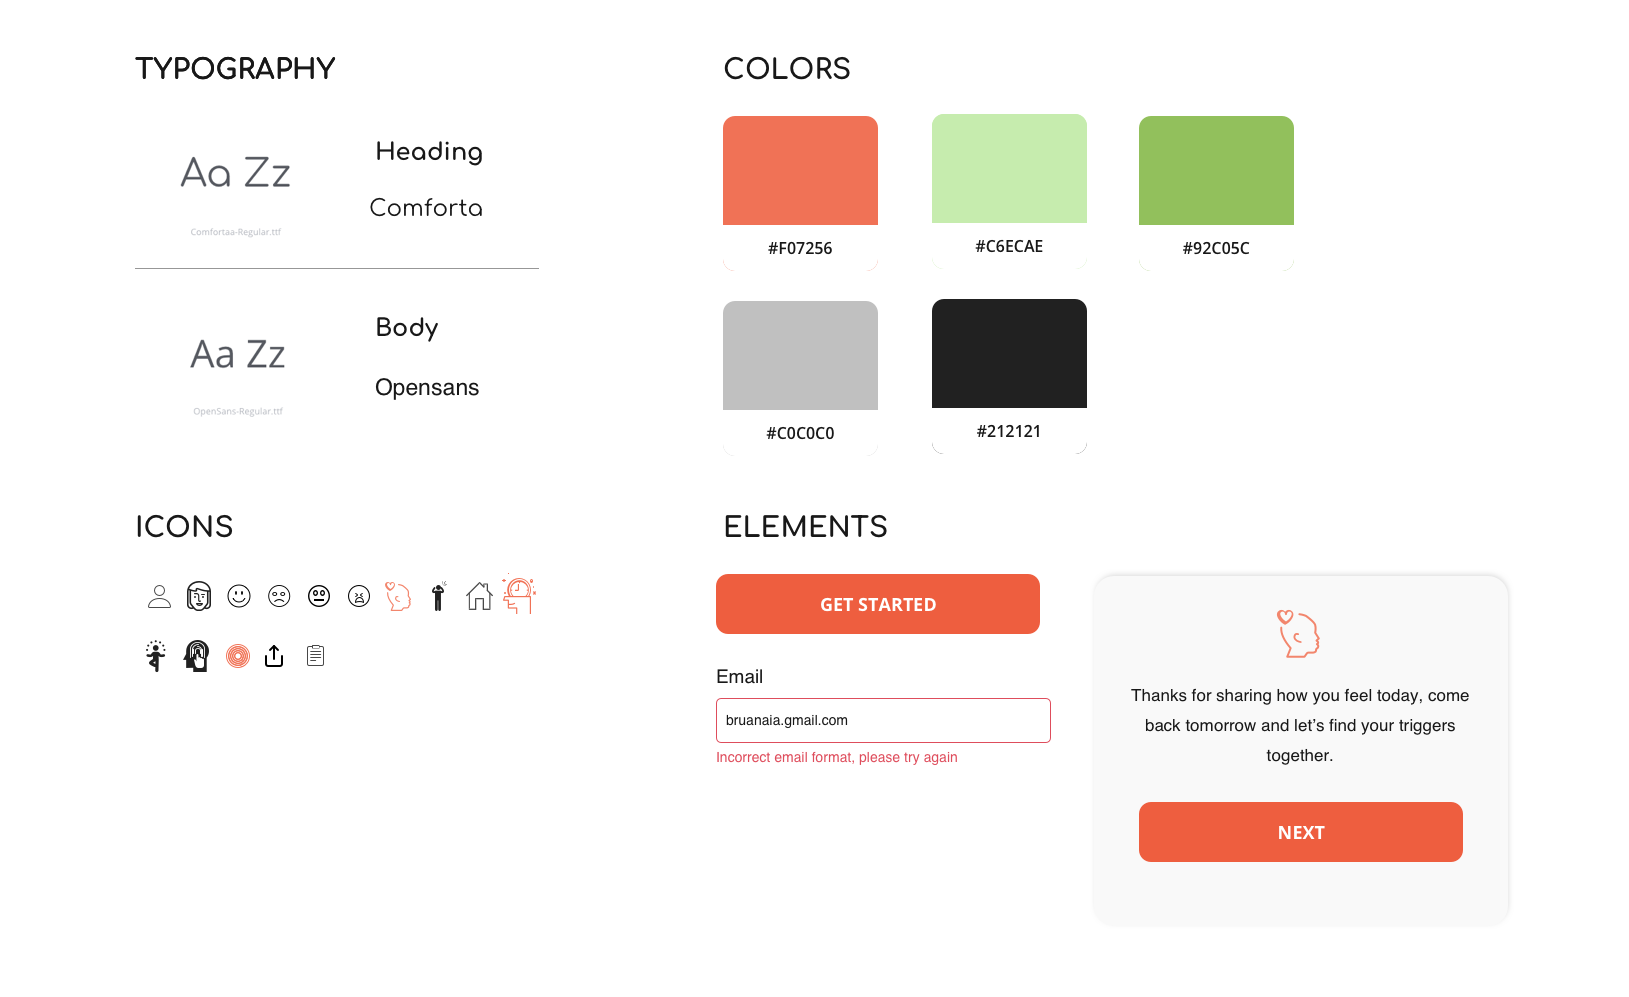 TYPOGRAPHY
Aa Zz
Comfortaa-Regular.ttf
Heading
Comforta
Aa Zz
OpenSans-Regular.ttf
Body
Opensans
COLORS
#F07256
#C6ECAE
#92C05C
#C0C0C0
#212121
ICONS
ELEMENTS
GET STARTED
Email
bruanaia.gmail.com
Incorrect email format, please try again
Thanks for sharing how you feel today, come
back tomorrow and let’s find your triggers
together.
NEXT